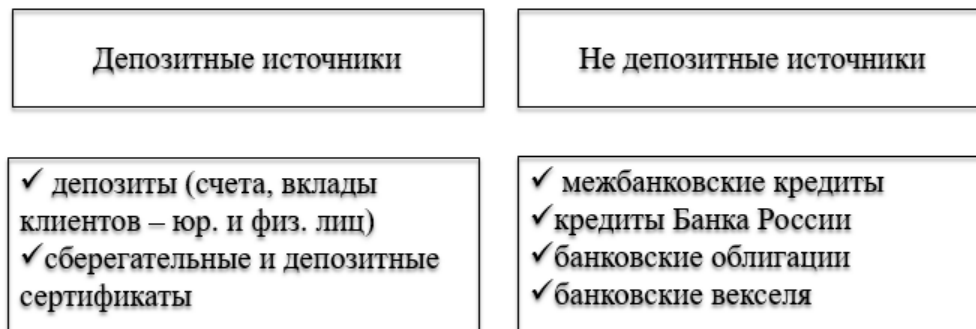 Депозитные источники
Не депозитные источники
✓ депозиты (счета, вклады
клиентов – юр. и физ. лиц)
✓сберегательные и депозитные
сертификаты
✓ межбанковские кредиты
✓кредиты Банка России
✓банковские облигации
✓банковские векселя